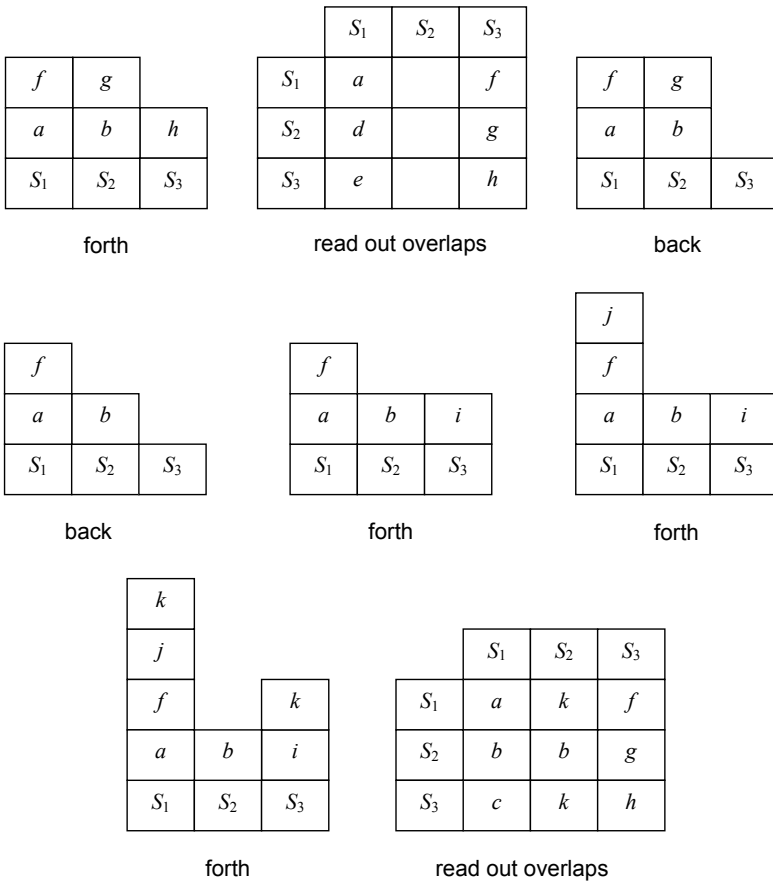 S₁ S₂ S₃
f g S₁ a f f g
a b h S₂ d g a b
S₁ S₂ S₃ S₃ e h S₁ S₂ S₃
forth read out overlaps back
j
f f f
a b a b i a b i
S₁ S₂ S₃ S₁ S₂ S₃ S₁ S₂ S₃
back forth forth
k
j S₁ S₂ S₃
f k S₁ a k f
a b i S₂ b b g
S₁ S₂ S₃ S₃ c k h
forth read out overlaps